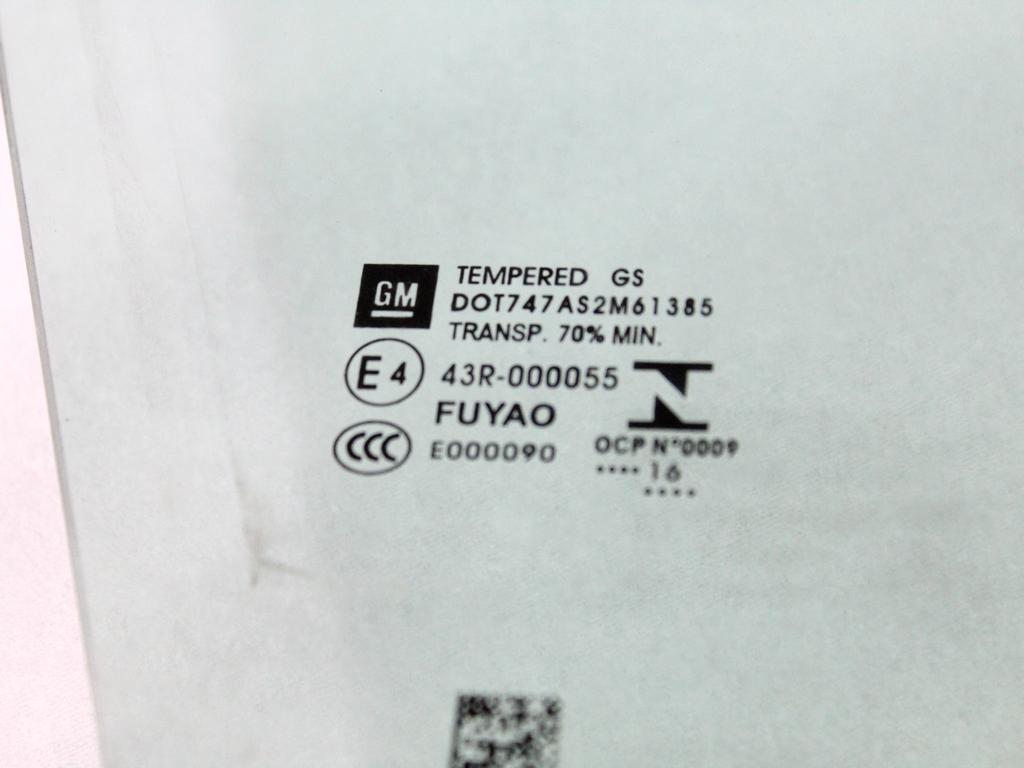 GM
TEMPERED GS
DOT747AS2M61385
TRANSP. 70% MIN.
E4 43R-000055
FUYAO
CCC E000090
OCP N°0009
•••• 16
••••